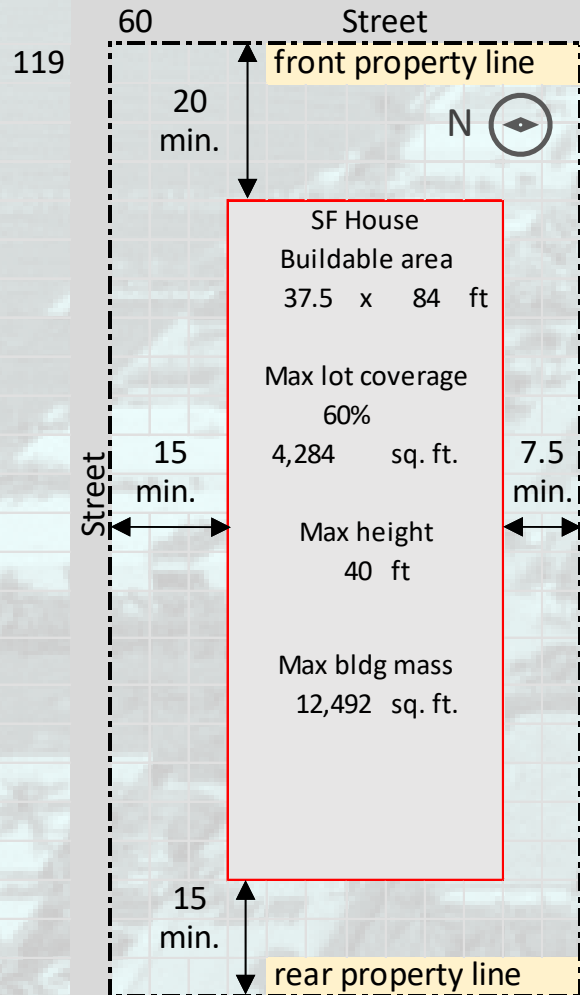 60 Street
119
front property line
20
min.
N
SF House
Buildable area
37.5 x 84 ft
Max lot coverage
60%
4,284 sq. ft.
15
min.
7.5
min.
Street
Max height
40 ft
Max bldg mass
12,492 sq. ft.
15
min.
rear property line